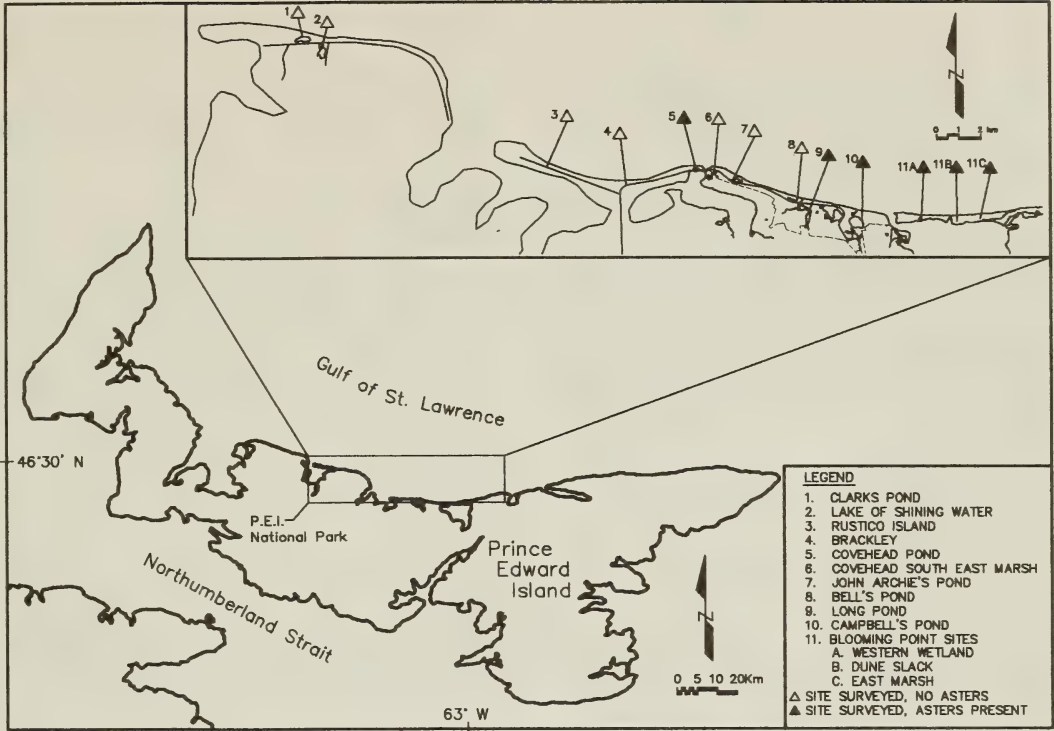 1
2
3
4
5
6
7
8
9
10
11A
11B
11C
N
0 1 2 km
Gulf of St. Lawrence
46°30' N
P.E.I.
National Park
Prince
Edward
Island
Northumberland Strait
63° W
N
0 5 10 20Km
LEGEND
1. CLARKS POND
2. LAKE OF SHINING WATER
3. RUSTICO ISLAND
4. BRACKLEY
5. COVEHEAD POND
6. COVEHEAD SOUTH EAST MARSH
7. JOHN ARCHIE'S POND
8. BELL'S POND
9. LONG POND
10. CAMPBELL'S POND
11. BLOOMING POINT SITES
A. WESTERN WETLAND
B. DUNE SLACK
C. EAST MARSH
△ SITE SURVEYED, NO ASTERS
▲ SITE SURVEYED, ASTERS PRESENT